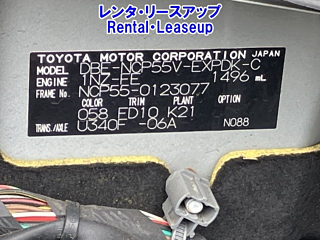 レンタ・リースアップ
Rental･Leaseup
TOYOTA MOTOR CORPORATION JAPAN
MODEL DBE-NCP55V-EXPDK-C
ENGINE 1NZ-FE 1496 mL
FRAME No. NCP55-0123077
COLOR TRIM PLANT OPTION
058 ED10 K21
TRANS./AXLE U340F -06A N088